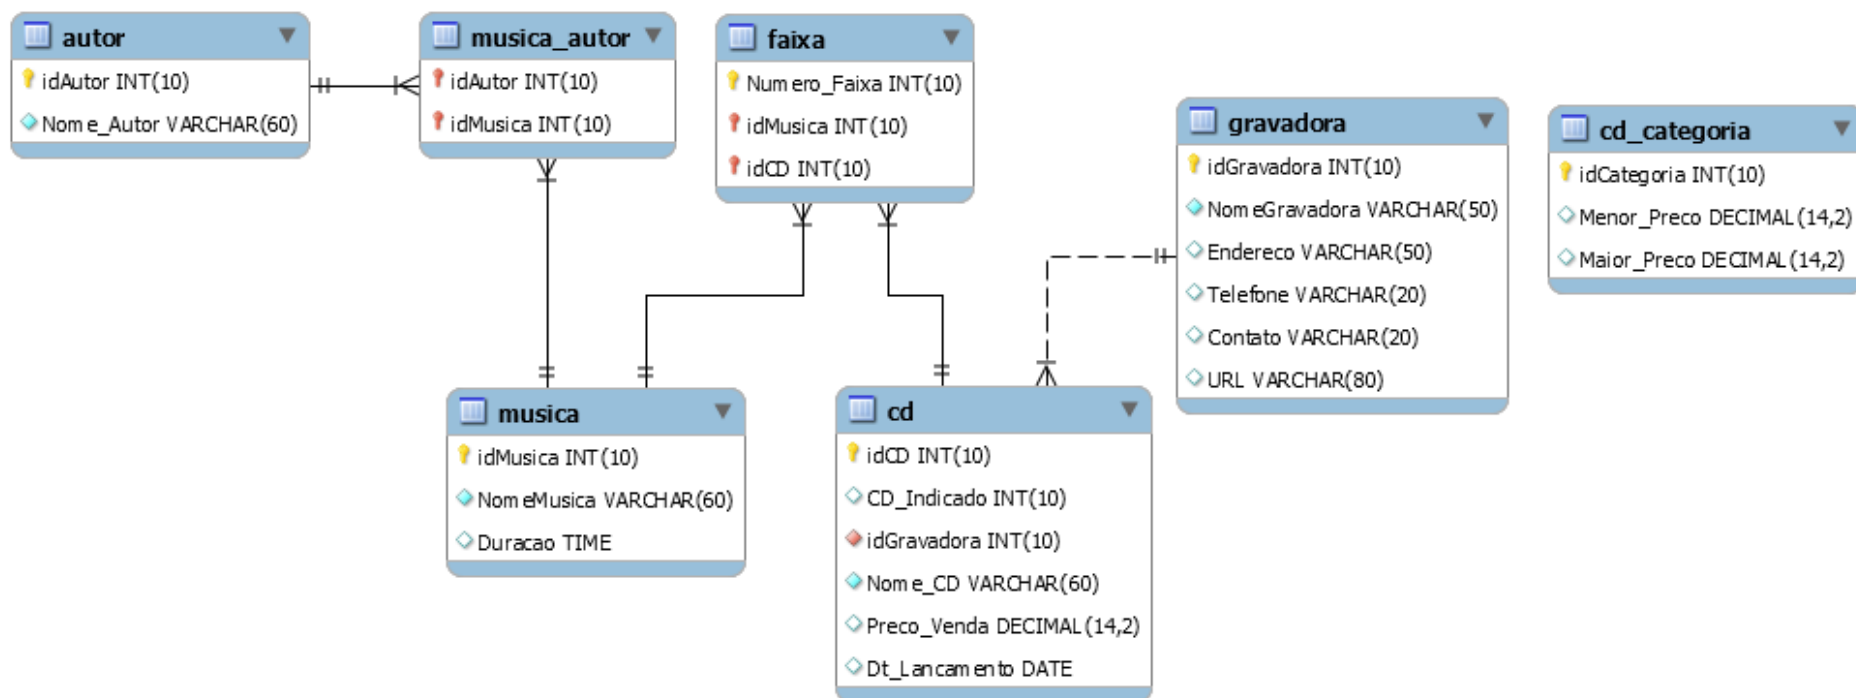 autor
idAutor INT(10)
Nome_Autor VARCHAR(60)
musica_autor
idAutor INT(10)
idMusica INT(10)
faixa
Numero_Faixa INT(10)
idMusica INT(10)
idCD INT(10)
gravadora
idGravadora INT(10)
NomeGravadora VARCHAR(50)
Endereco VARCHAR(50)
Telefone VARCHAR(20)
Contato VARCHAR(20)
URL VARCHAR(80)
cd_categoria
idCategoria INT(10)
Menor_Preco DECIMAL(14,2)
Maior_Preco DECIMAL(14,2)
musica
idMusica INT(10)
NomeMusica VARCHAR(60)
Duracao TIME
cd
idCD INT(10)
CD_Indicado INT(10)
idGravadora INT(10)
Nome_CD VARCHAR(60)
Preco_Venda DECIMAL(14,2)
Dt_Lancamento DATE